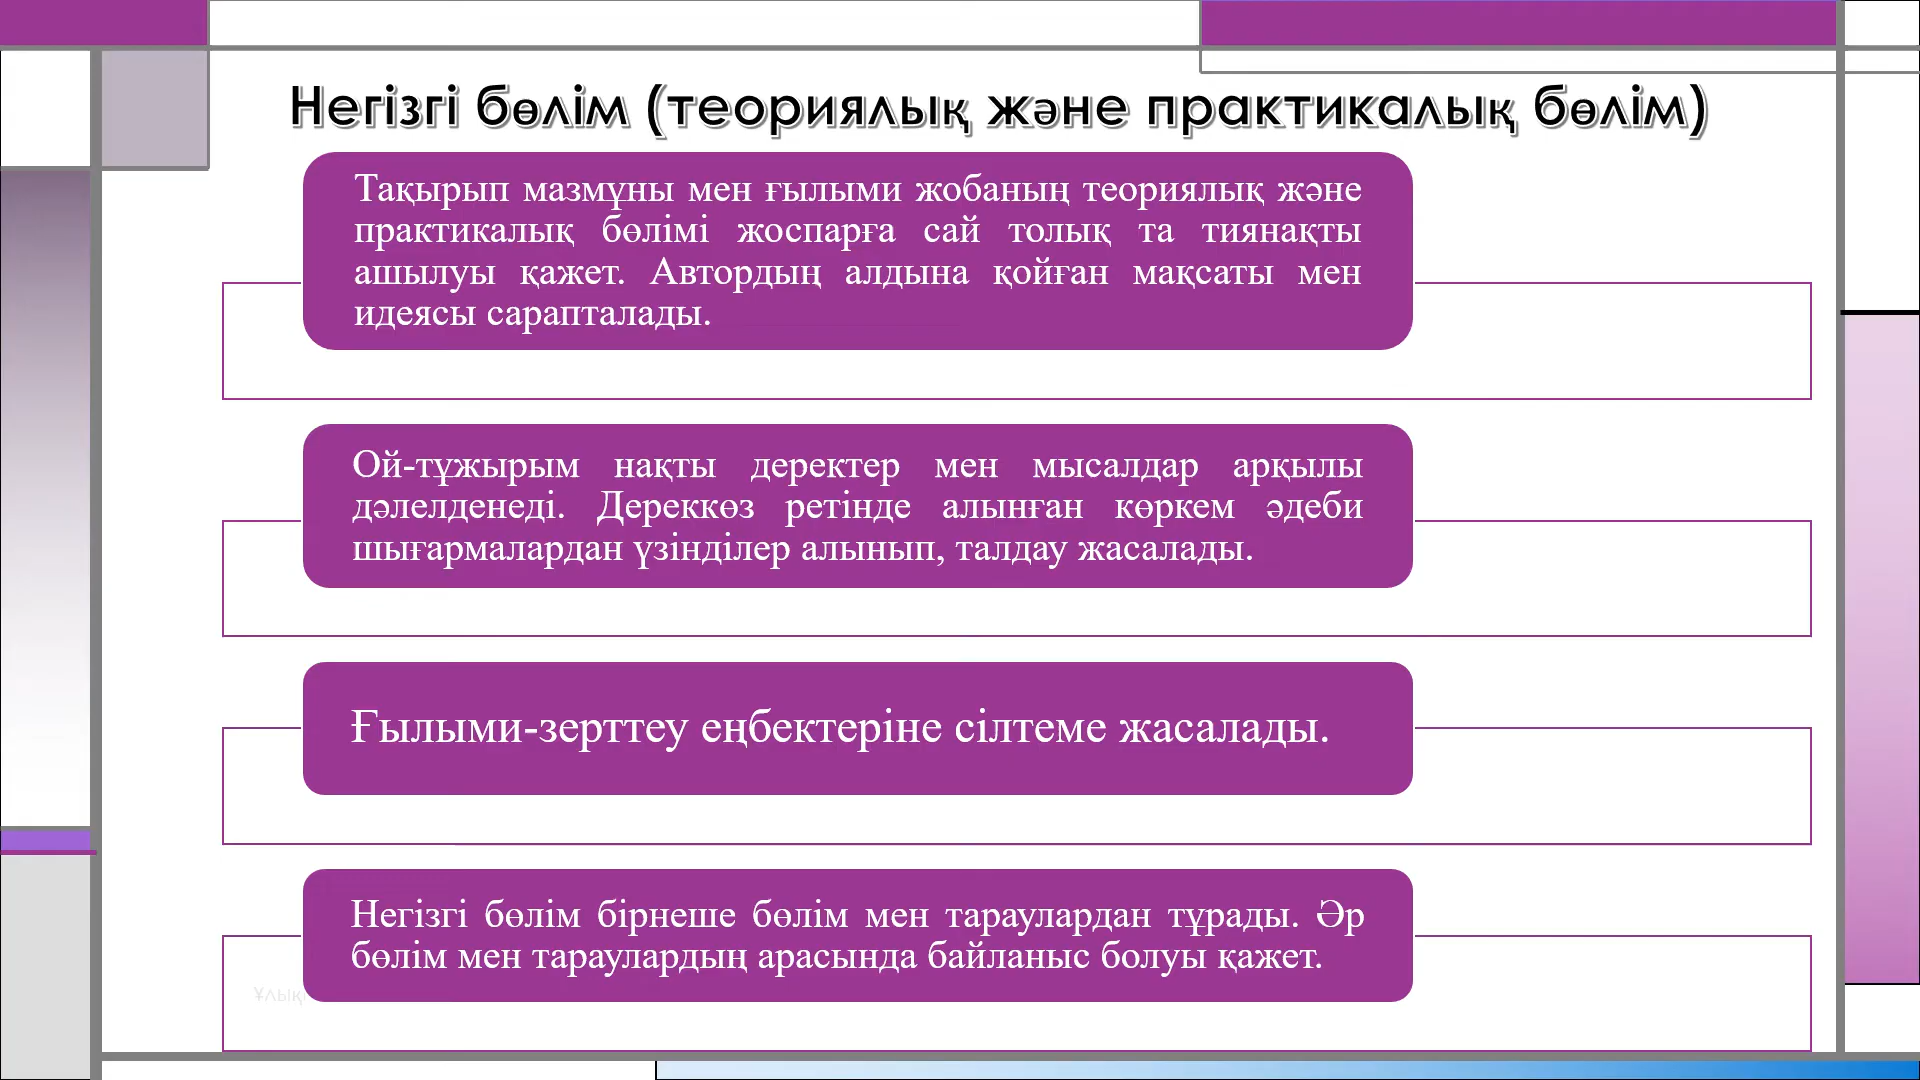 Негізгі бөлім (теориялық және практикалық бөлім)
Тақырып мазмұны мен ғылыми жобаның теориялық және
практикалық бөлімі жоспарға сай толық та тиянақты
ашылуы қажет. Автордың алдына қойған мақсаты мен
идеясы сарапталады.
Ой-тұжырым нақты деректер мен мысалдар арқылы
дәлелденеді. Дереккөз ретінде алынған көркем әдеби
шығармалардан үзінділер алынып, талдау жасалады.
Ғылыми-зерттеу еңбектеріне сілтеме жасалады.
Негізгі бөлім бірнеше бөлім мен тараулардан тұрады. Әр
бөлім мен тараулардың арасында байланыс болуы қажет.